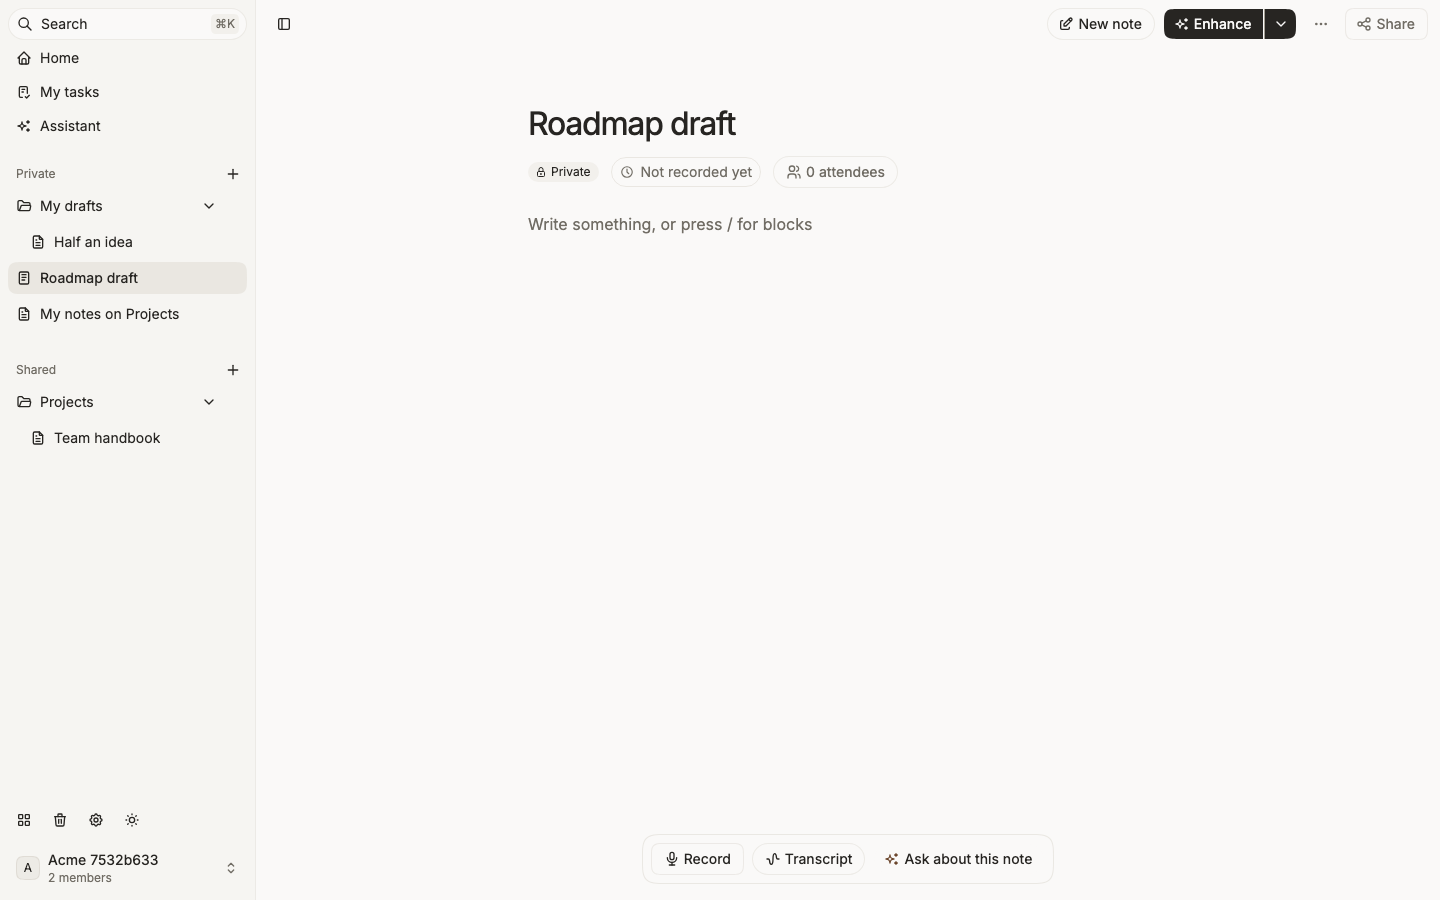 Search ⌘K
Home
My tasks
Assistant
Private
My drafts
Half an idea
Roadmap draft
My notes on Projects
Shared
Projects
Team handbook
A
Acme 7532b633
2 members
New note
Enhance
Share
Roadmap draft
Private
Not recorded yet
0 attendees
Write something, or press / for blocks
Record
Transcript
Ask about this note